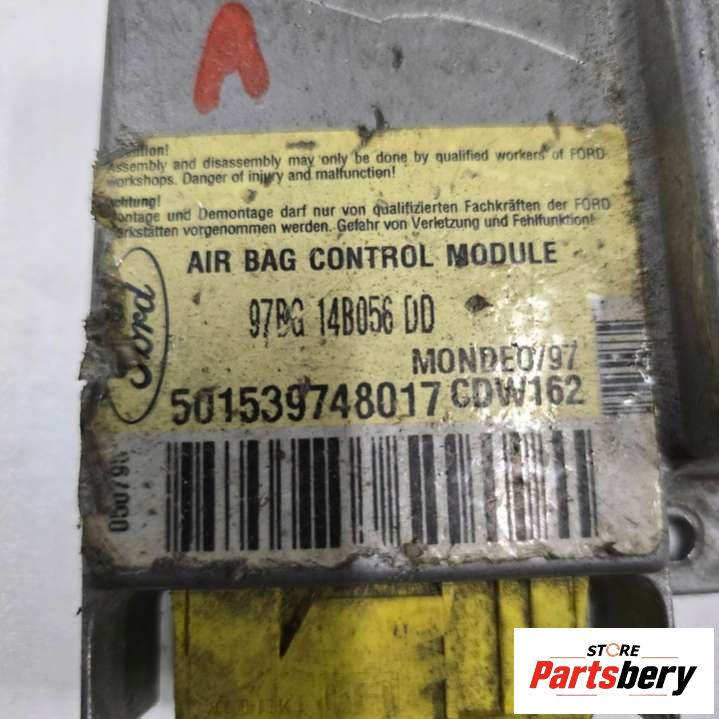 A
Assembly and disassembly may only be done by qualified workers of FORD
workshops. Danger of injury and malfunction!
Montage und Demontage darf nur von qualifizierten Fachkräften der FORD
vorgenommen werden. Gefahr von Verletzung und Fehlfunktion!
AIR BAG CONTROL MODULE
Ford
97BG 14B056 DD
MONDEO/97
501539748017 CDW162
STORE
Partsbery